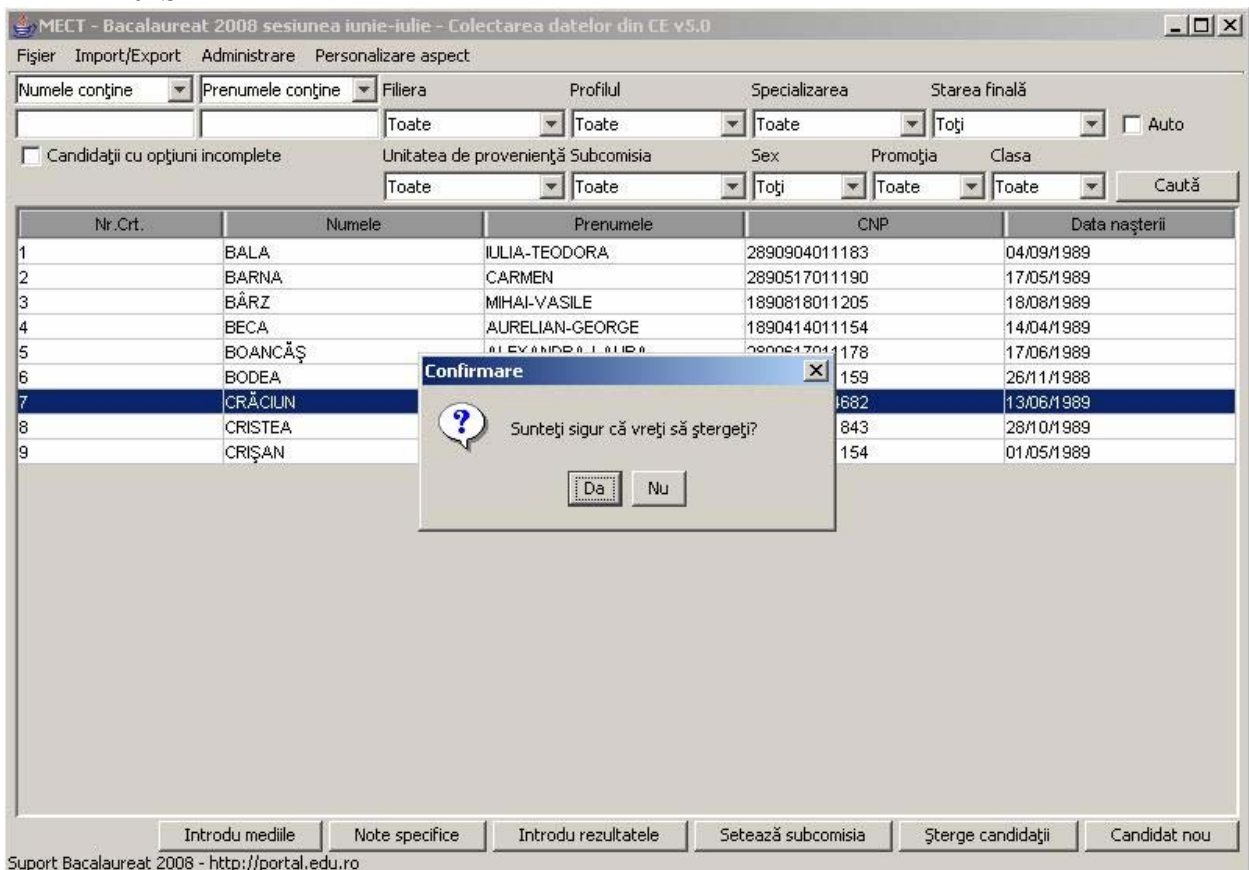 MECT - Bacalaureat 2008 sesiunea iunie-iulie - Colectarea datelor din CE v5.0
Fişier Import/Export Administrare Personalizare aspect
Numele conţine Prenumele conţine Filiera Profilul Specializarea Starea finală
Toate Toate Toate Toţi Auto
Candidaţii cu opţiuni incomplete Unitatea de provenienţă Subcomisia Sex Promoţia Clasa
Toate Toate Toţi Toate Toate Caută
Nr.Crt. Numele Prenumele CNP Data naşterii
1 BALA IULIA-TEODORA 2890904011183 04/09/1989
2 BARNA CARMEN 2890517011190 17/05/1989
3 BÂRZ MIHAI-VASILE 1890818011205 18/08/1989
4 BECA AURELIAN-GEORGE 1890414011154 14/04/1989
5 BOANCĂŞ ALEXANDRA-LAURA 2890617011178 17/06/1989
6 BODEA 159 26/11/1988
7 CRĂCIUN 4682 13/06/1989
8 CRISTEA 843 28/10/1989
9 CRIŞAN 154 01/05/1989
Confirmare
Sunteţi sigur că vreţi să ştergeţi?
Da Nu
Introdu mediile Note specifice Introdu rezultatele Setează subcomisia Şterge candidaţii Candidat nou
Suport Bacalaureat 2008 - http://portal.edu.ro